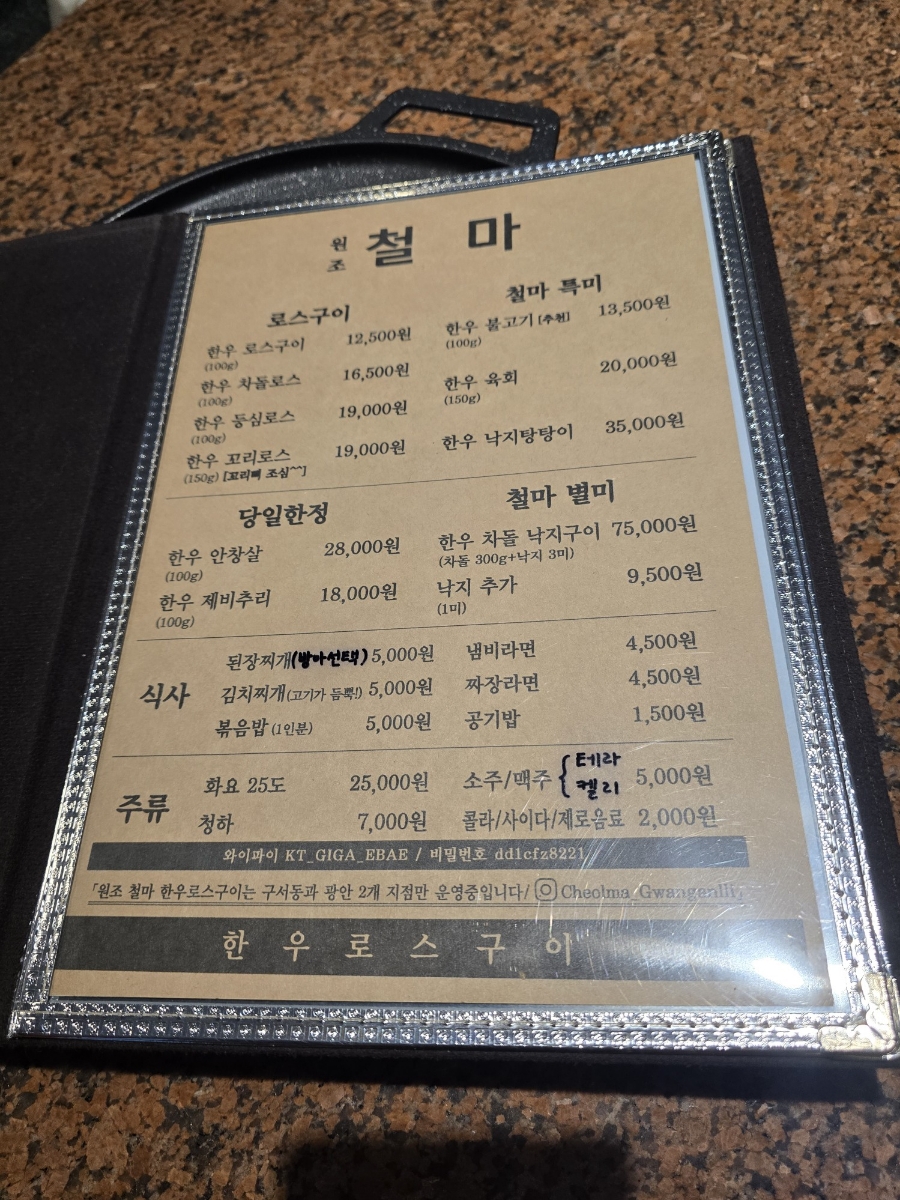 원조 철마
로스구이
한우 로스구이 12,500원
(100g)
한우 차돌로스 16,500원
(100g)
한우 등심로스 19,000원
(100g)
한우 꼬리로스 19,000원
(150g) [꼬리뼈 조심^^]
철마 특미
한우 불고기 [추천] 13,500원
(100g)
한우 육회 20,000원
(150g)
한우 낙지탕탕이 35,000원
당일한정
한우 안창살 28,000원
(100g)
한우 제비추리 18,000원
(100g)
철마 별미
한우 차돌 낙지구이 75,000원
(차돌 300g+낙지 3미)
낙지 추가 9,500원
(1미)
식사
된장찌개(방아선택) 5,000원
김치찌개(고기가 듬뿍!) 5,000원
볶음밥 (1인분) 5,000원
냄비라면 4,500원
짜장라면 4,500원
공기밥 1,500원
주류
화요 25도 25,000원
청하 7,000원
소주/맥주 { 테라 켈리 5,000원
콜라/사이다/제로음료 2,000원
와이파이 KT_GIGA_EBAE / 비밀번호 dd1cfz8221
「원조 철마 한우로스구이는 구서동과 광안 2개 지점만 운영중입니다/ Cheolma_Gwanganlli」
한우로스구이